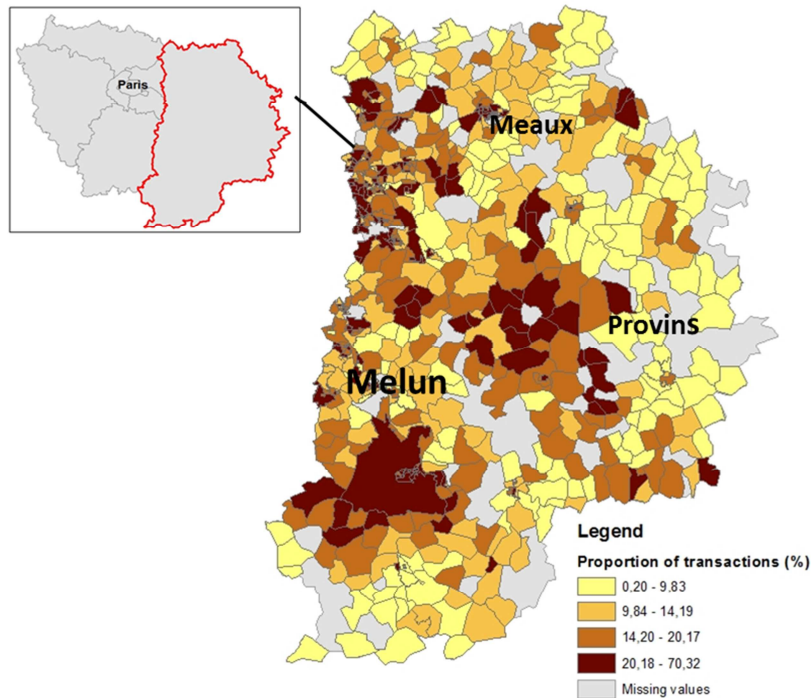 Paris
Meaux
Provins
Melun
Legend
Proportion of transactions (%)
0,20 - 9,83
9,84 - 14,19
14,20 - 20,17
20,18 - 70,32
Missing values